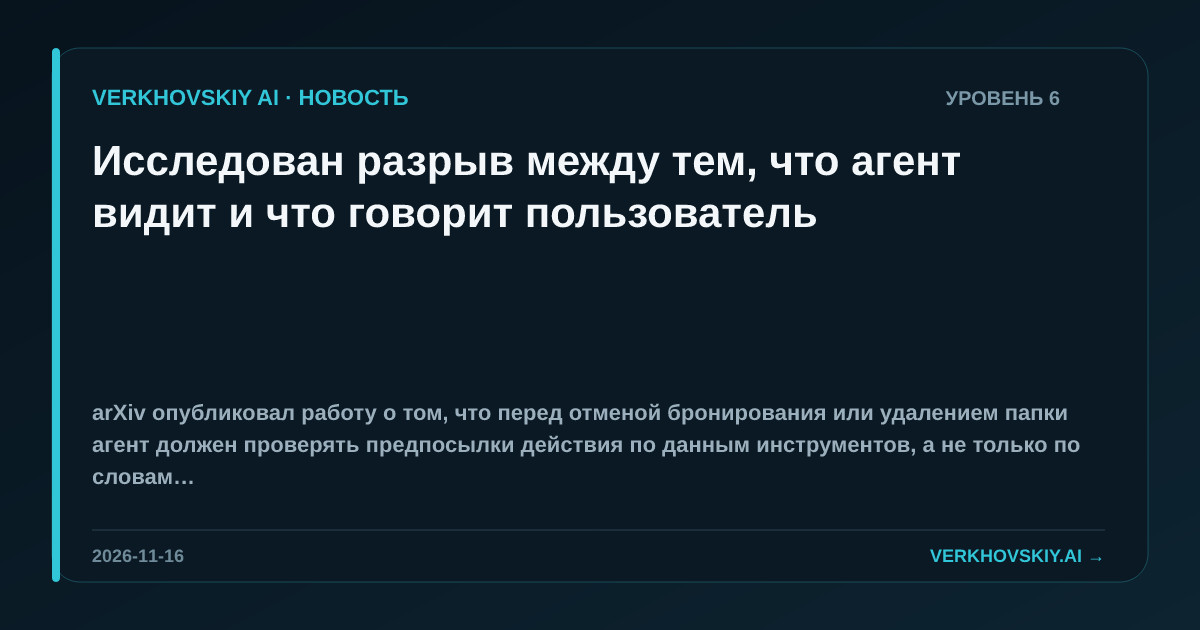 VERKHOVSKIY AI · НОВОСТЬ
УРОВЕНЬ 6
Исследован разрыв между тем, что агент
видит и что говорит пользователь
arXiv опубликовал работу о том, что перед отменой бронирования или удалением папки
агент должен проверять предпосылки действия по данным инструментов, а не только по
словам…
2026-11-16
VERKHOVSKIY.AI →